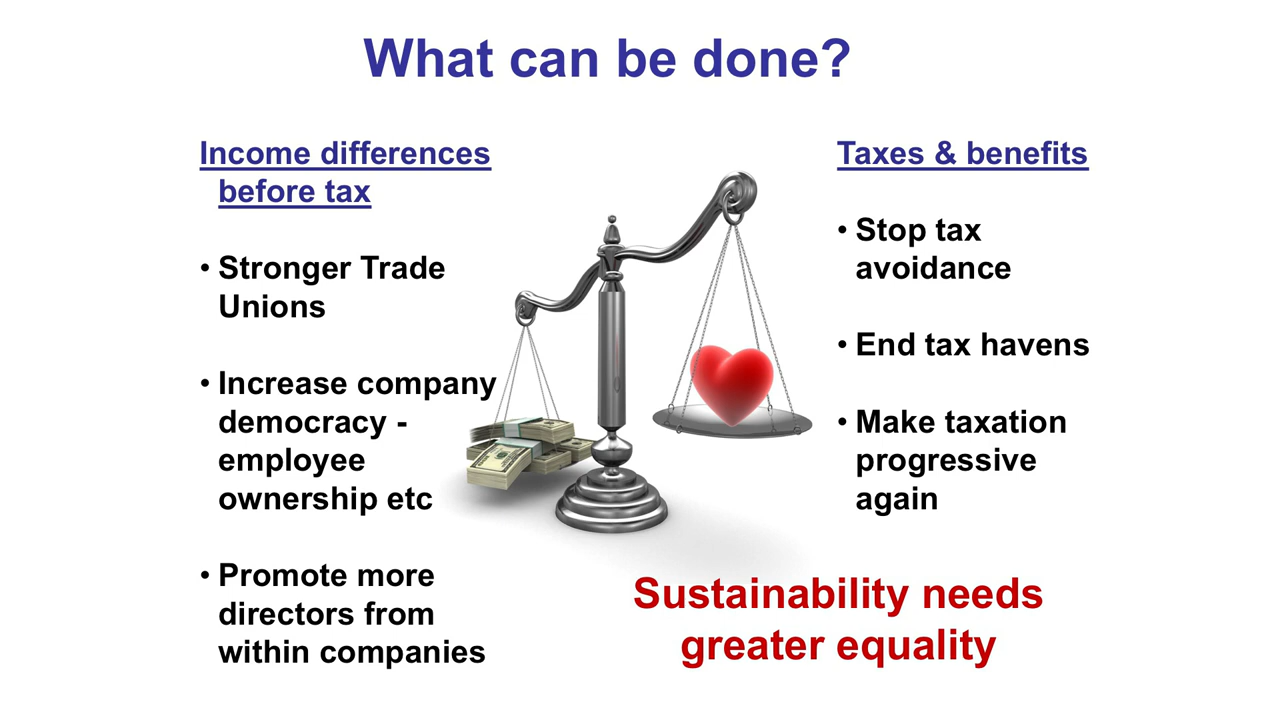 What can be done?
Income differences
before tax
• Stronger Trade
Unions
• Increase company
democracy -
employee
ownership etc
• Promote more
directors from
within companies
Taxes & benefits
• Stop tax
avoidance
• End tax havens
• Make taxation
progressive
again
Sustainability needs
greater equality